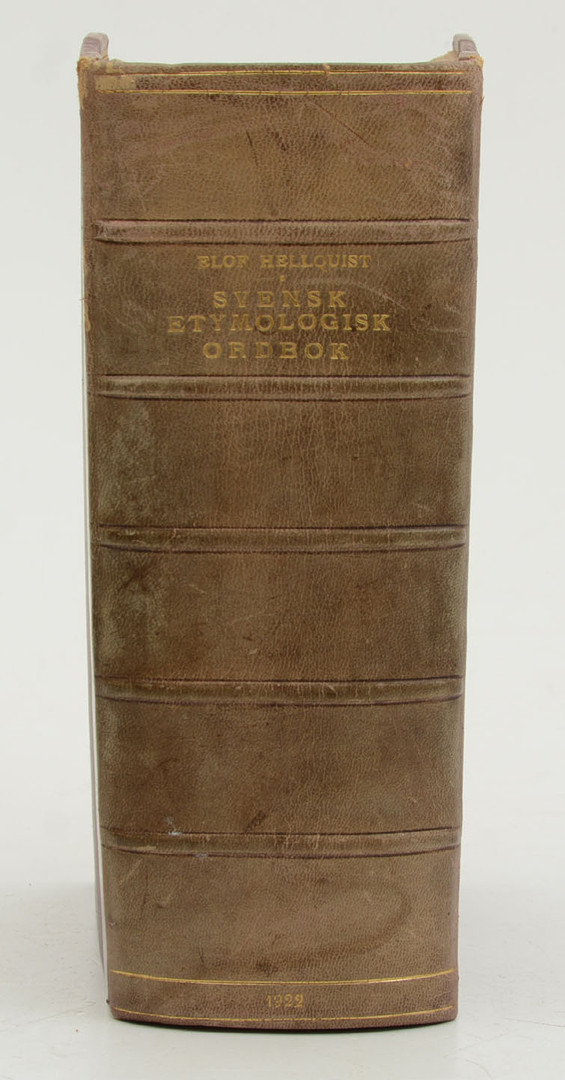 ELOF HELLQUIST
SVENSK
ETYMOLOGISK
ORDBOK
1922